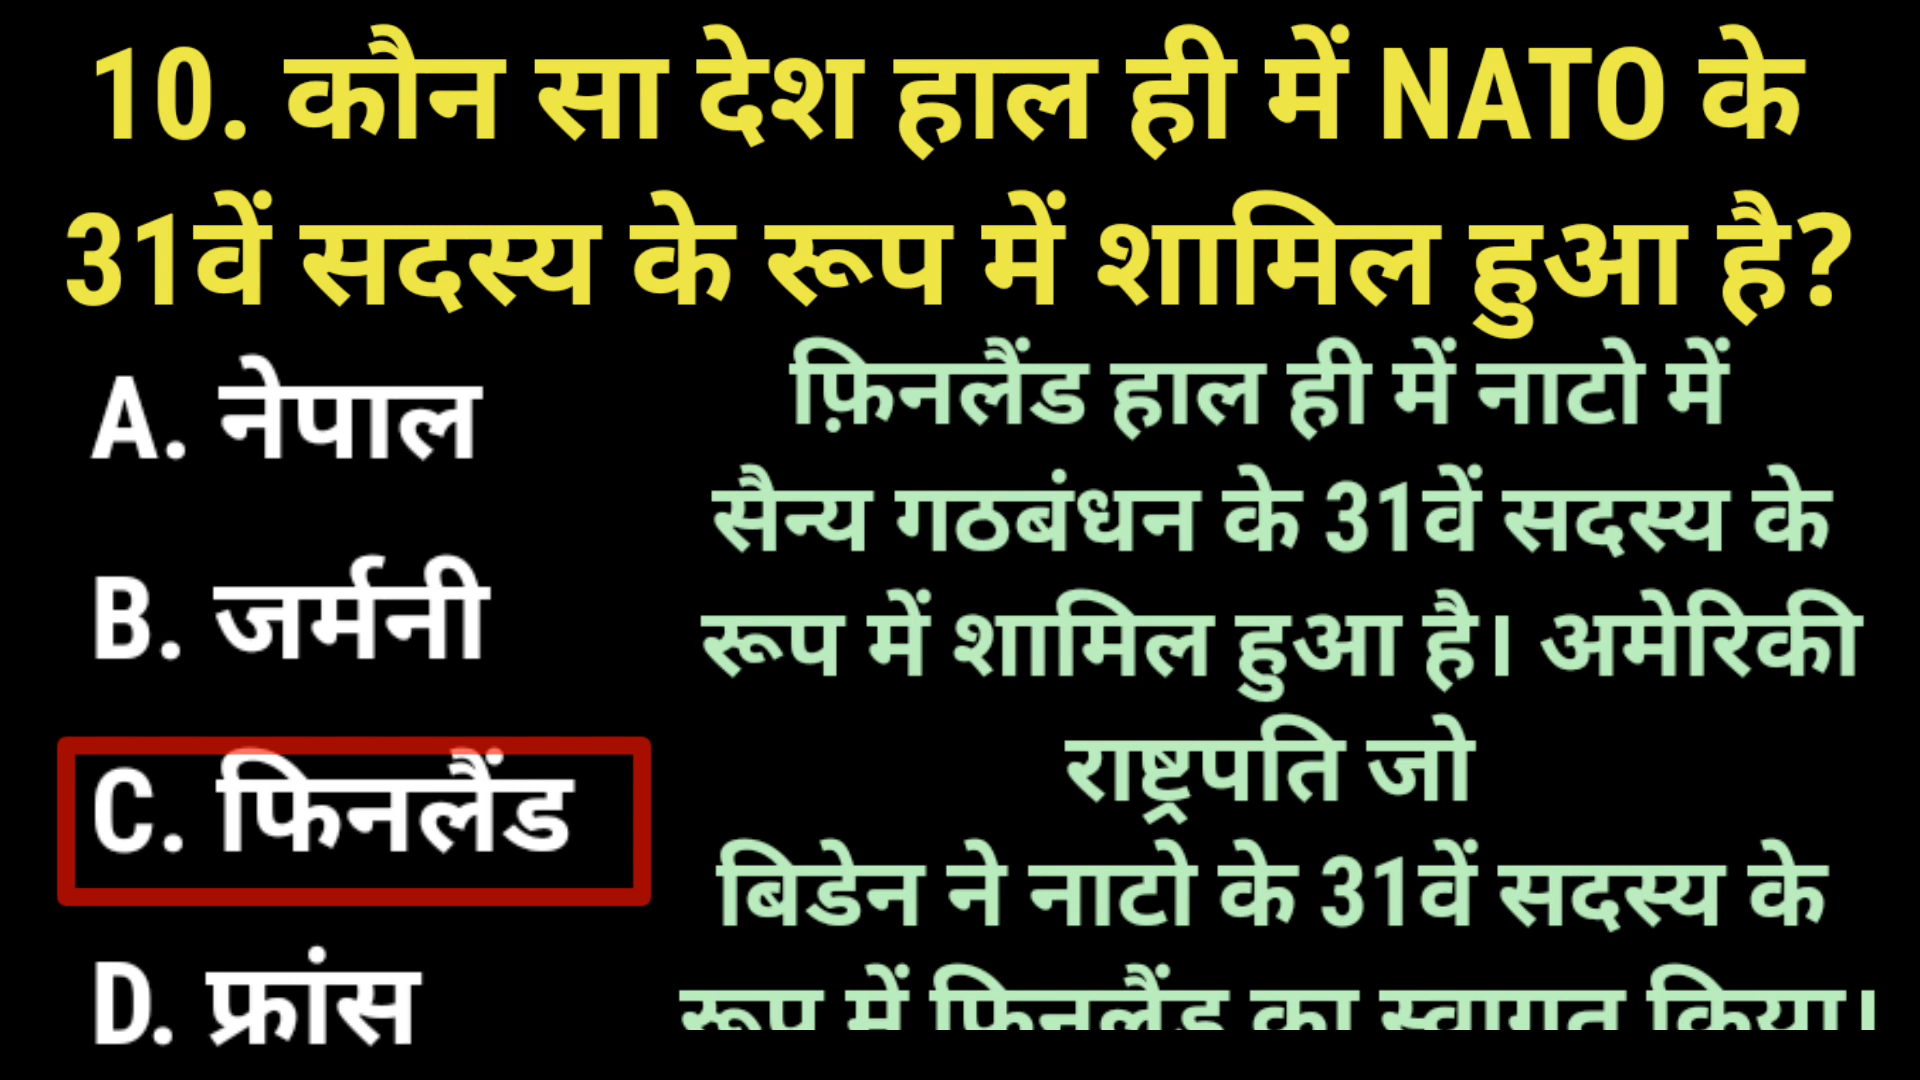 10. कौन सा देश हाल ही में NATO के
31वें सदस्य के रूप में शामिल हुआ है?
A. नेपाल
B. जर्मनी
C. फिनलैंड
D. फ्रांस
फ़िनलैंड हाल ही में नाटो में
सैन्य गठबंधन के 31वें सदस्य के
रूप में शामिल हुआ है। अमेरिकी
राष्ट्रपति जो
बिडेन ने नाटो के 31वें सदस्य के
रूप में फिनलैंड का स्वागत किया।